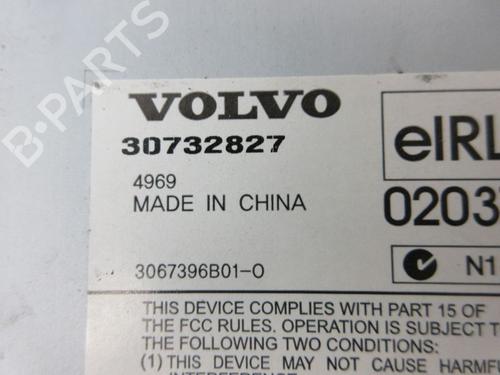 B-PARTS
VOLVO
30732827
4969
MADE IN CHINA
3067396B01-O
eIRL
0203
N1
THIS DEVICE COMPLIES WITH PART 15 OF
THE FCC RULES. OPERATION IS SUBJECT T
THE FOLLOWING TWO CONDITIONS:
(1) THIS DEVICE MAY NOT CAUSE HARMF